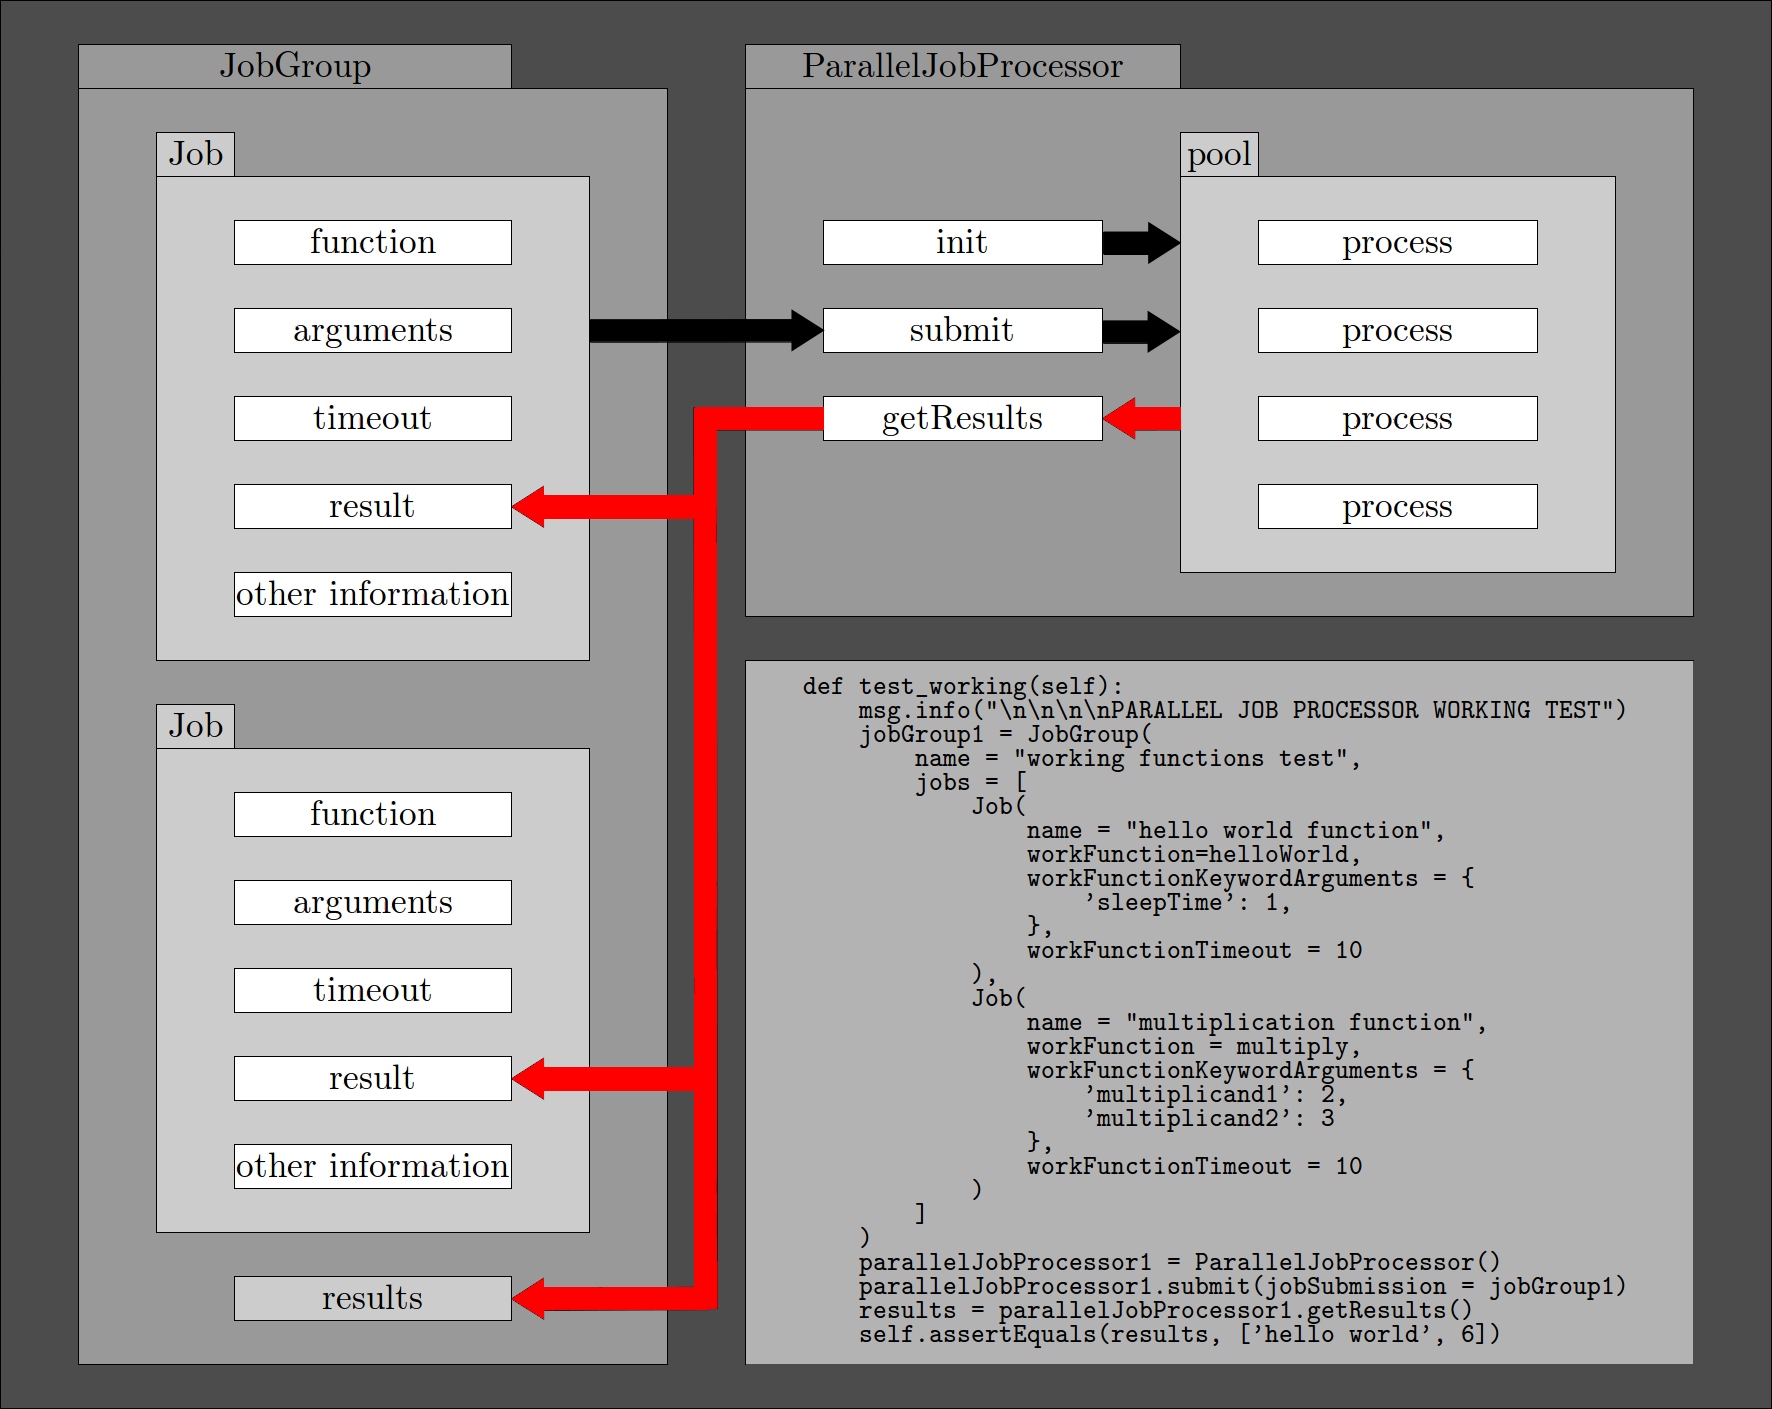 JobGroup
Job
function
arguments
timeout
result
other information
Job
function
arguments
timeout
result
other information
results
ParallelJobProcessor
init
submit
getResults
pool
process
process
process
process
def test_working(self):
    msg.info("\n\n\n\nPARALLEL JOB PROCESSOR WORKING TEST")
    jobGroup1 = JobGroup(
        name = "working functions test",
        jobs = [
            Job(
                name = "hello world function",
                workFunction=helloWorld,
                workFunctionKeywordArguments = {
                    'sleepTime': 1,
                },
                workFunctionTimeout = 10
            ),
            Job(
                name = "multiplication function",
                workFunction = multiply,
                workFunctionKeywordArguments = {
                    'multiplicand1': 2,
                    'multiplicand2': 3
                },
                workFunctionTimeout = 10
            )
        ]
    )
    parallelJobProcessor1 = ParallelJobProcessor()
    parallelJobProcessor1.submit(jobSubmission = jobGroup1)
    results = parallelJobProcessor1.getResults()
    self.assertEquals(results, ['hello world', 6])